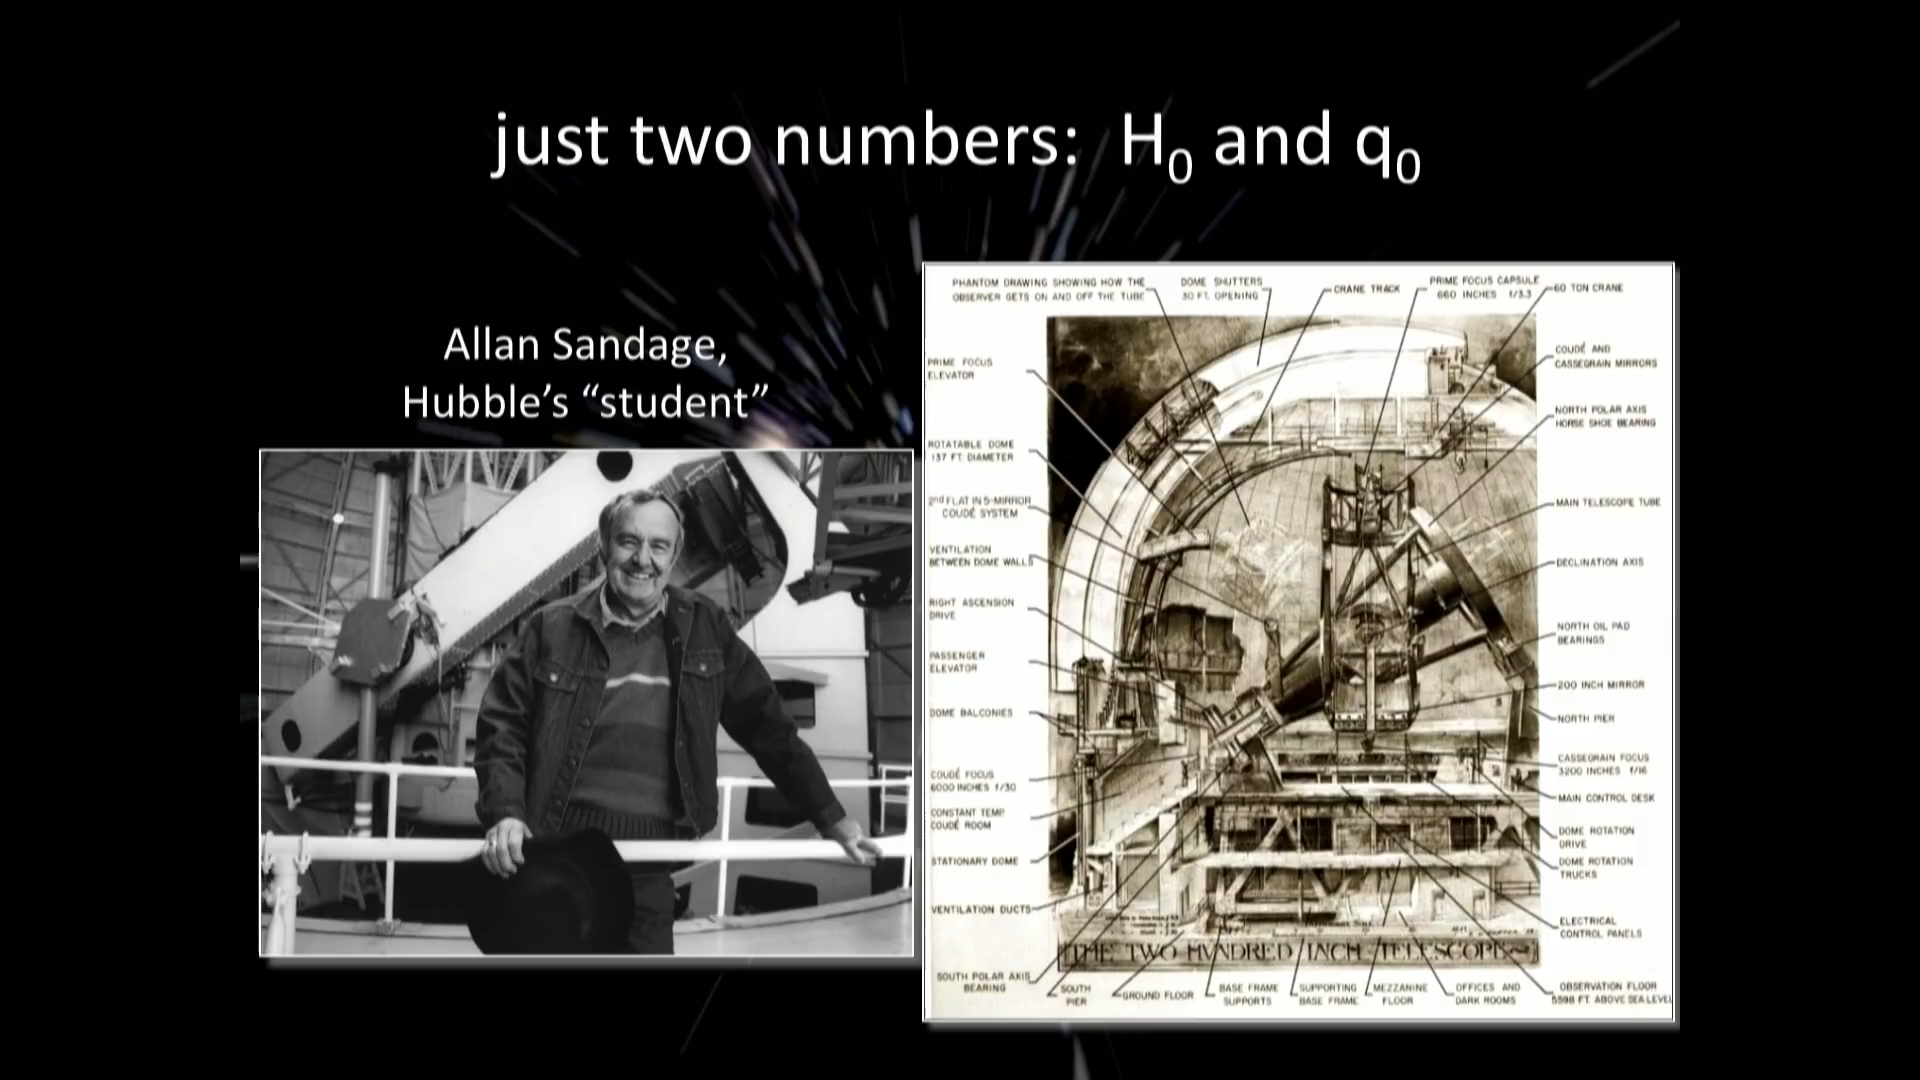 just two numbers: H₀ and q₀
Allan Sandage,
Hubble's “student”
PHANTOM DRAWING SHOWING HOW THE
OBSERVER GETS ON AND OFF THE TUBE
DOME SHUTTERS
30 FT. OPENING
CRANE TRACK
PRIME FOCUS CAPSULE
660 INCHES f/3.3
60 TON CRANE
PRIME FOCUS
ELEVATOR
ROTATABLE DOME
137 FT. DIAMETER
2nd FLAT IN 5-MIRROR
COUDÉ SYSTEM
VENTILATION
BETWEEN DOME WALLS
RIGHT ASCENSION
DRIVE
PASSENGER
ELEVATOR
DOME BALCONIES
COUDÉ FOCUS
6000 INCHES f/30
CONSTANT TEMP
COUDÉ ROOM
STATIONARY DOME
VENTILATION DUCTS
SOUTH POLAR AXIS
BEARING
COUDÉ AND
CASSEGRAIN MIRRORS
NORTH POLAR AXIS
HORSE SHOE BEARING
MAIN TELESCOPE TUBE
DECLINATION AXIS
NORTH OIL PAD
BEARINGS
200 INCH MIRROR
NORTH PIER
CASSEGRAIN FOCUS
3200 INCHES f/16
MAIN CONTROL DESK
DOME ROTATION
DRIVE
DOME ROTATION
TRUCKS
ELECTRICAL
CONTROL PANELS
THE TWO HVNDRED INCH TELESCOPE
SOUTH
PIER
GROUND FLOOR
BASE FRAME
SUPPORTS
SUPPORTING
BASE FRAME
MEZZANINE
FLOOR
OFFICES AND
DARK ROOMS
OBSERVATION FLOOR
5598 FT. ABOVE SEA LEVEL